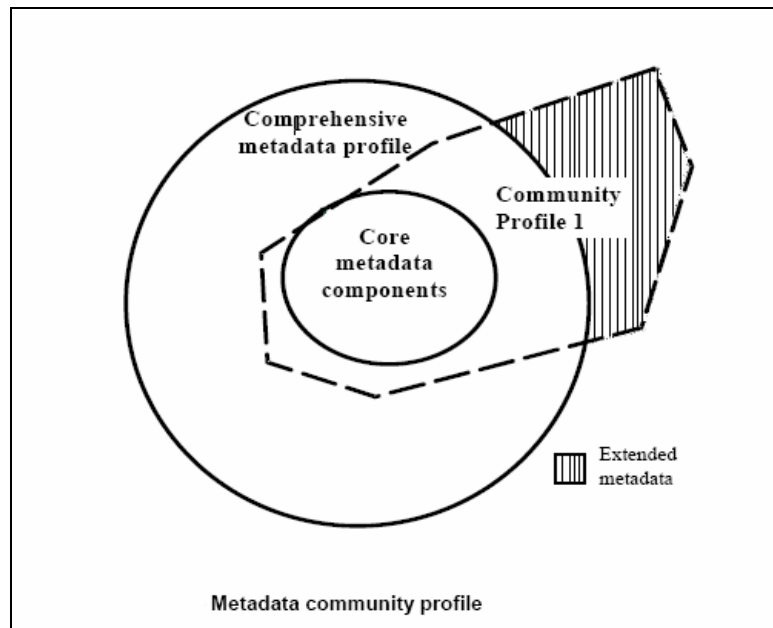 Comprehensive
metadata profile
Community
Profile 1
Core
metadata
components
Extended
metadata
Metadata community profile